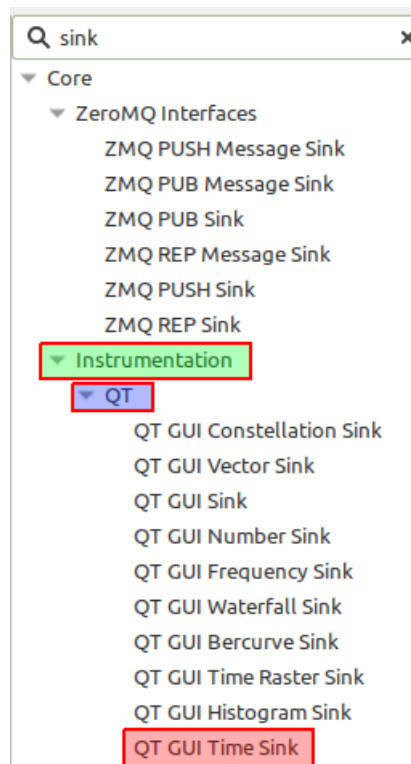 sink
Core
ZeroMQ Interfaces
ZMQ PUSH Message Sink
ZMQ PUB Message Sink
ZMQ PUB Sink
ZMQ REP Message Sink
ZMQ PUSH Sink
ZMQ REP Sink
Instrumentation
QT
QT GUI Constellation Sink
QT GUI Vector Sink
QT GUI Sink
QT GUI Number Sink
QT GUI Frequency Sink
QT GUI Waterfall Sink
QT GUI Bercurve Sink
QT GUI Time Raster Sink
QT GUI Histogram Sink
QT GUI Time Sink